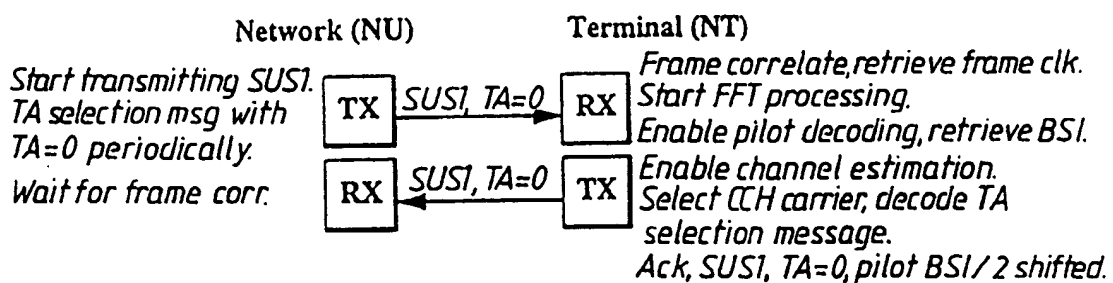 Network (NU)
Terminal (NT)
Start transmitting SUS1.
TA selection msg with
TA=0 periodically.
Wait for frame corr.
TX
SUS1, TA=0
RX
RX
SUS1, TA=0
TX
Frame correlate, retrieve frame clk.
Start FFT processing.
Enable pilot decoding, retrieve BSI.
Enable channel estimation.
Select CCH carrier, decode TA
selection message.
Ack, SUS1, TA=0, pilot BSI/2 shifted.